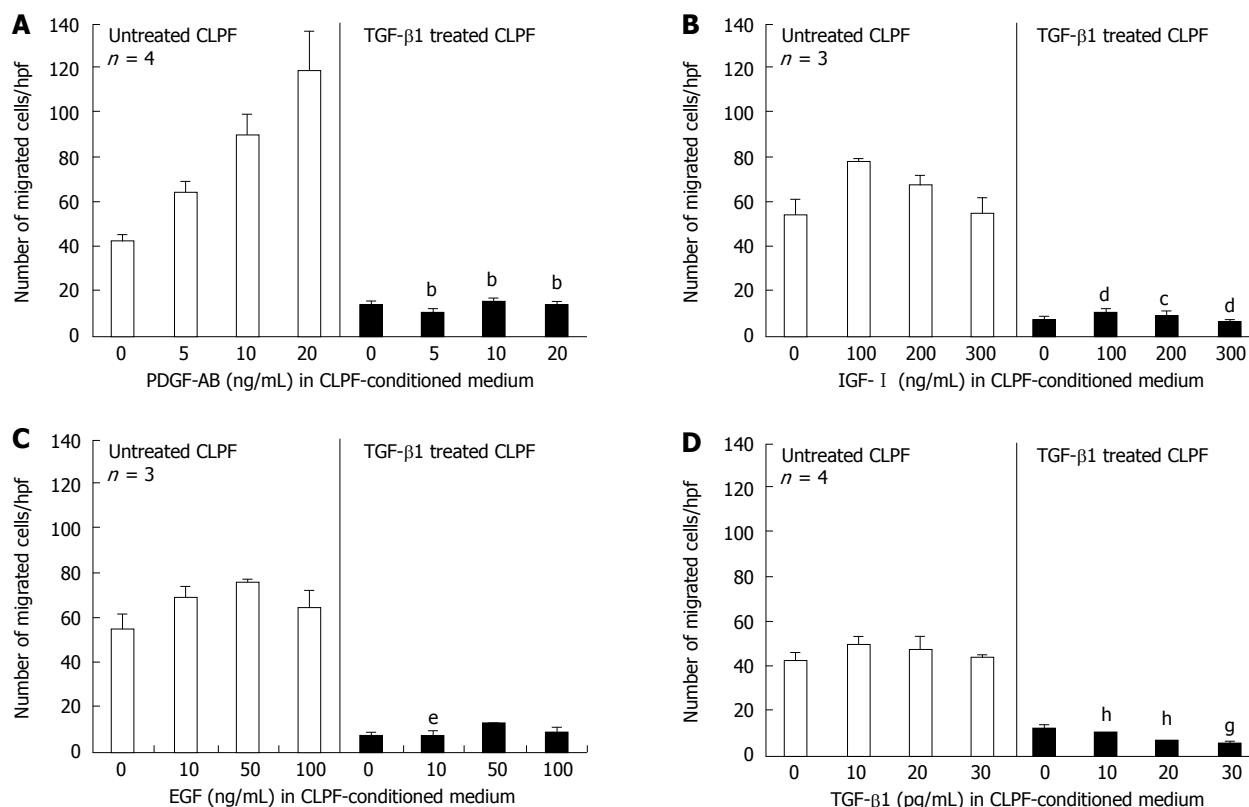 A
Number of migrated cells/hpf
140
120
100
80
60
40
20
0
Untreated CLPF
n = 4
TGF-β1 treated CLPF
b b b
0 5 10 20 0 5 10 20
PDGF-AB (ng/mL) in CLPF-conditioned medium
B
Number of migrated cells/hpf
140
120
100
80
60
40
20
0
Untreated CLPF
n = 3
TGF-β1 treated CLPF
d c d
0 100 200 300 0 100 200 300
IGF-Ⅰ (ng/mL) in CLPF-conditioned medium
C
Number of migrated cells/hpf
140
120
100
80
60
40
20
0
Untreated CLPF
n = 3
TGF-β1 treated CLPF
e
0 10 50 100 0 10 50 100
EGF (ng/mL) in CLPF-conditioned medium
D
Number of migrated cells/hpf
140
120
100
80
60
40
20
0
Untreated CLPF
n = 4
TGF-β1 treated CLPF
h h g
0 10 20 30 0 10 20 30
TGF-β1 (pg/mL) in CLPF-conditioned medium